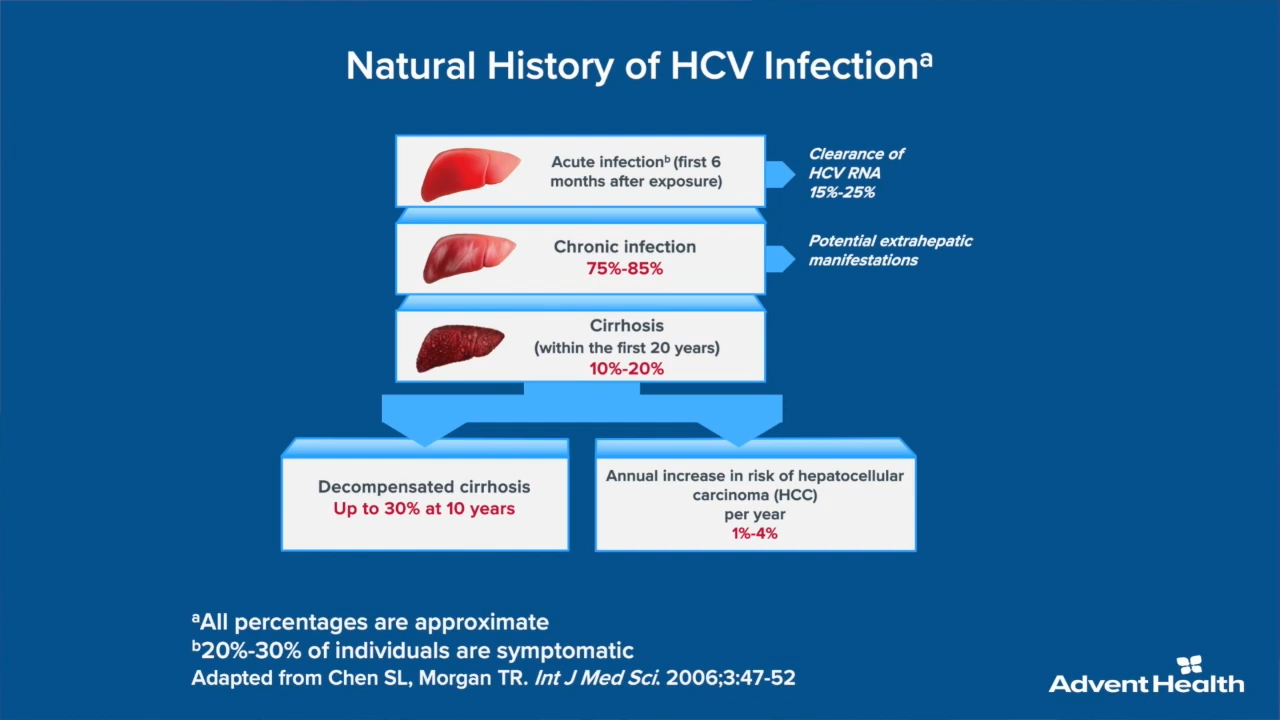 Natural History of HCV Infectionᵃ
Acute infectionᵇ (first 6
months after exposure)
Clearance of
HCV RNA
15%-25%
Chronic infection
75%-85%
Potential extrahepatic
manifestations
Cirrhosis
(within the first 20 years)
10%-20%
Decompensated cirrhosis
Up to 30% at 10 years
Annual increase in risk of hepatocellular
carcinoma (HCC)
per year
1%-4%
ᵃAll percentages are approximate
ᵇ20%-30% of individuals are symptomatic
Adapted from Chen SL, Morgan TR. Int J Med Sci. 2006;3:47-52
Advent Health